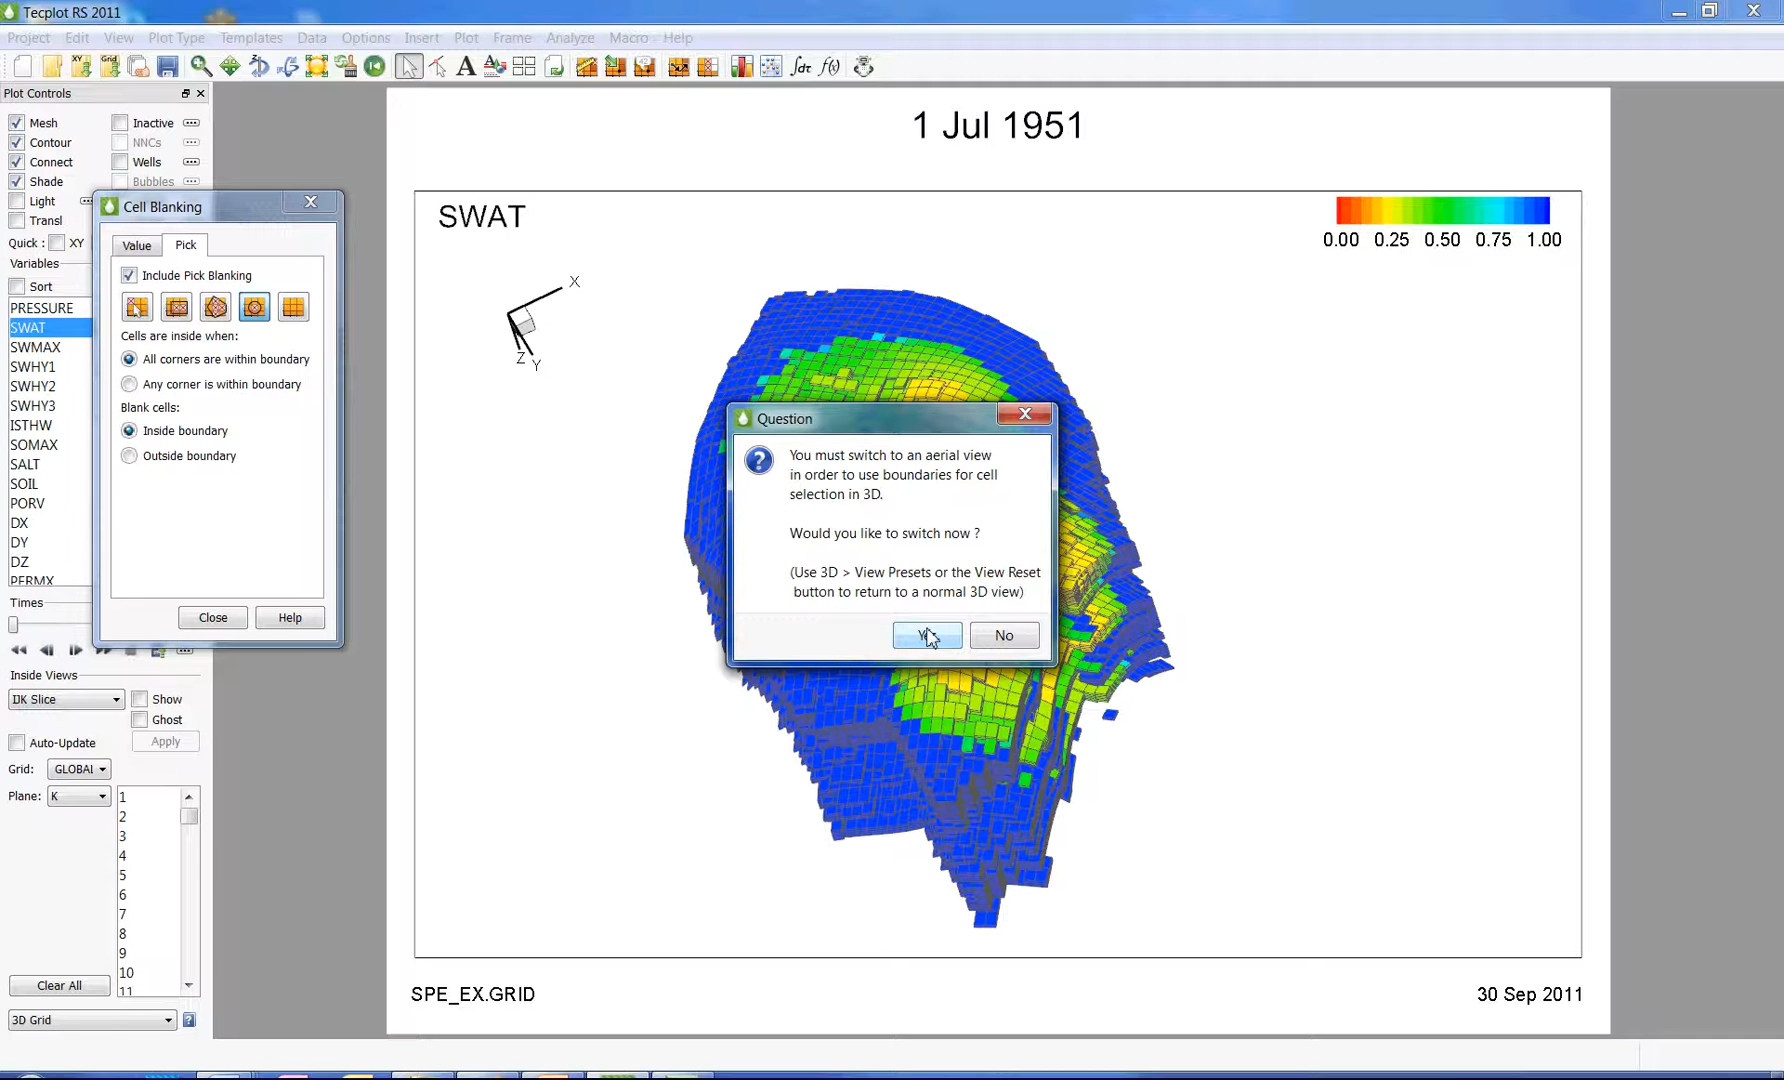 Tecplot RS 2011
Project Edit View Plot Type Templates Data Options Insert Plot Frame Analyze Macro Help
Plot Controls
Mesh Inactive
Contour NNCs
Connect Wells
Shade Bubbles
Light
Transl
Quick : XY
Variables
Sort
PRESSURE
SWAT
SWMAX
SWHY1
SWHY2
SWHY3
ISTHW
SOMAX
SALT
SOIL
PORV
DX
DY
DZ
PERMX
Times
Inside Views
IJK Slice Show
Ghost
Auto-Update Apply
Grid: GLOBAL
Plane: K
1
2
3
4
5
6
7
8
9
10
11
Clear All
3D Grid
Cell Blanking
Value Pick
Include Pick Blanking
Cells are inside when:
All corners are within boundary
Any corner is within boundary
Blank cells:
Inside boundary
Outside boundary
Close Help
1 Jul 1951
SWAT
0.00 0.25 0.50 0.75 1.00
X
Z Y
Question
You must switch to an aerial view
in order to use boundaries for cell
selection in 3D.
Would you like to switch now ?
(Use 3D > View Presets or the View Reset
button to return to a normal 3D view)
No
SPE_EX.GRID
30 Sep 2011